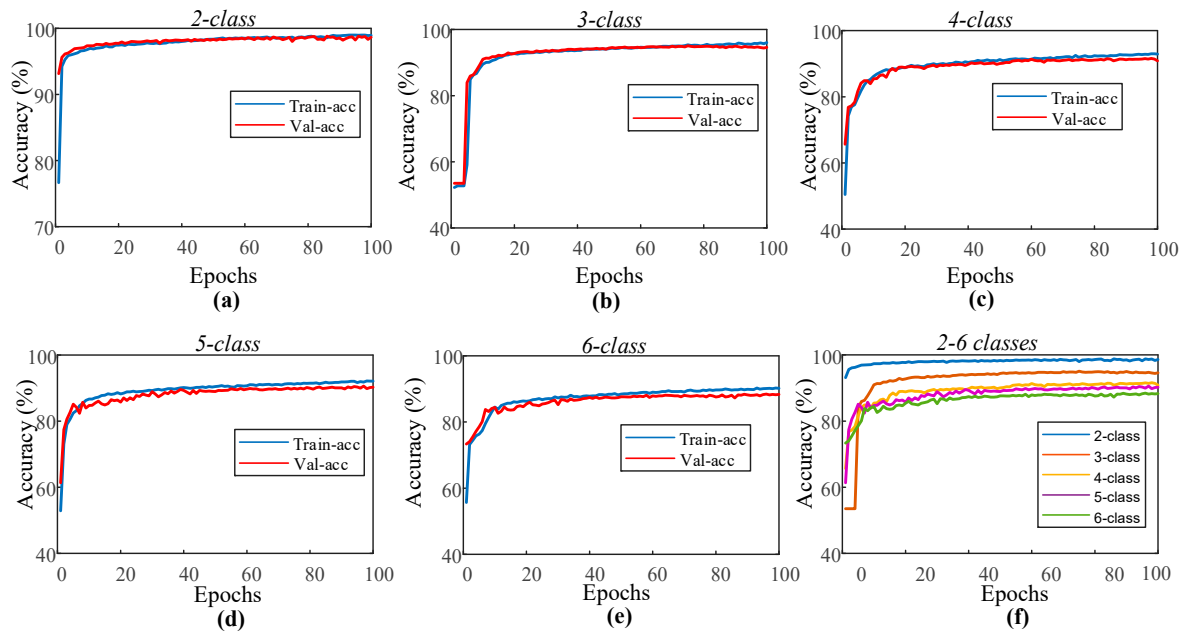 2-class
Accuracy (%)
100
90
80
70
0 20 40 60 80 100
Train-acc
Val-acc
Epochs
(a)
3-class
Accuracy (%)
100
80
60
40
0 20 40 60 80 100
Train-acc
Val-acc
Epochs
(b)
4-class
Accuracy (%)
100
80
60
40
0 20 40 60 80 100
Train-acc
Val-acc
Epochs
(c)
5-class
Accuracy (%)
100
80
60
40
0 20 40 60 80 100
Train-acc
Val-acc
Epochs
(d)
6-class
Accuracy (%)
100
80
60
40
0 20 40 60 80 100
Train-acc
Val-acc
Epochs
(e)
2-6 classes
Accuracy (%)
100
80
60
40
0 20 40 60 80 100
2-class
3-class
4-class
5-class
6-class
Epochs
(f)